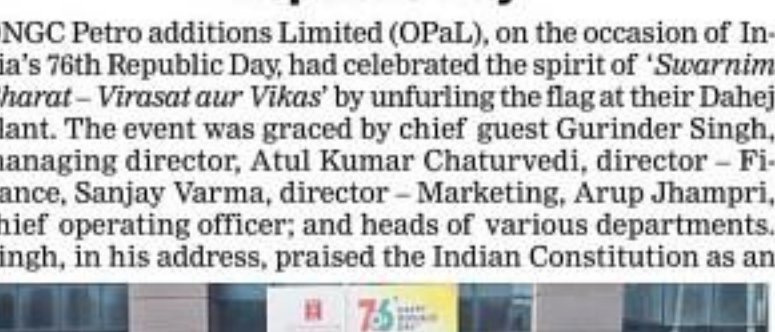 NGC Petro additions Limited (OPaL), on the occasion of In-
ia's 76th Republic Day, had celebrated the spirit of 'Swarnim
harat – Virasat aur Vikas' by unfurling the flag at their Dahej
lant. The event was graced by chief guest Gurinder Singh,
anaging director, Atul Kumar Chaturvedi, director – Fi-
ance, Sanjay Varma, director – Marketing, Arup Jhampri,
hief operating officer; and heads of various departments.
ingh, in his address, praised the Indian Constitution as an
76